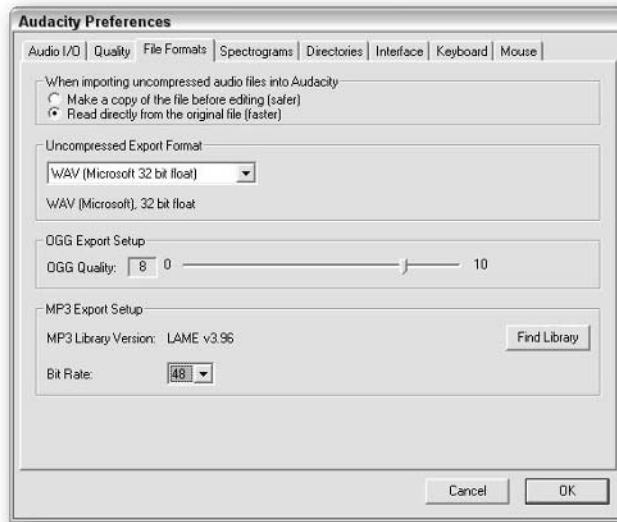 Audacity Preferences
Audio I/O Quality File Formats Spectrograms Directories Interface Keyboard Mouse
When importing uncompressed audio files into Audacity
Make a copy of the file before editing (safer)
Read directly from the original file (faster)
Uncompressed Export Format
WAV (Microsoft 32 bit float)
WAV (Microsoft), 32 bit float
OGG Export Setup
OGG Quality: 8 0 10
MP3 Export Setup
MP3 Library Version: LAME v3.96 Find Library
Bit Rate: 48
Cancel OK